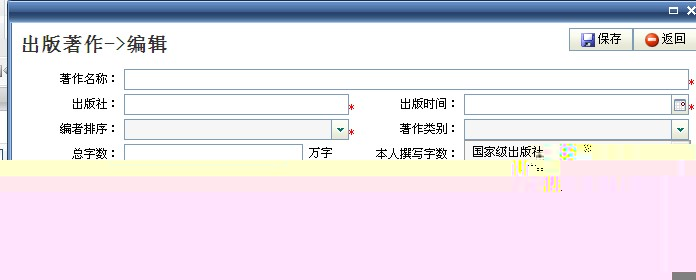 出版著作->编辑
保存 返回
著作名称：
*
出版社： * 出版时间： *
编者排序： * 著作类别：
总字数： 万字 本人撰写字数： 国家级出版社